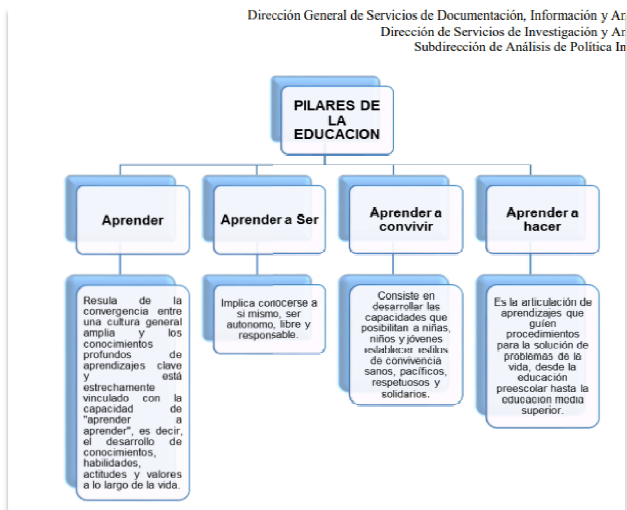 Dirección General de Servicios de Documentación, Información y An
Dirección de Servicios de Investigación y An
Subdirección de Análisis de Política In
PILARES DE
LA
EDUCACION
Aprender
Resula de la
convergencia entre
una cultura general
amplia y los
conocimientos
profundos de
aprendizajes clave
y está
estrechamente
vinculado con la
capacidad de
"aprender a
aprender", es decir,
el desarrollo de
conocimientos,
habilidades,
actitudes y valores
a lo largo de la vida.
Aprender a Ser
Implica conocerse a
si mismo, ser
autonomo, libre y
responsable.
Aprender a
convivir
Consiste en
desarrollar las
capacidades que
posibilitan a niñas,
niños y jóvenes
establecer estilos
de convivencia
sanos, pacíficos,
respetuosos y
solidarios.
Aprender a
hacer
Es la articulación de
aprendizajes que
guíen
procedimientos
para la solución de
problemas de la
vida, desde la
educación
preescolar hasta la
educación media
superior.